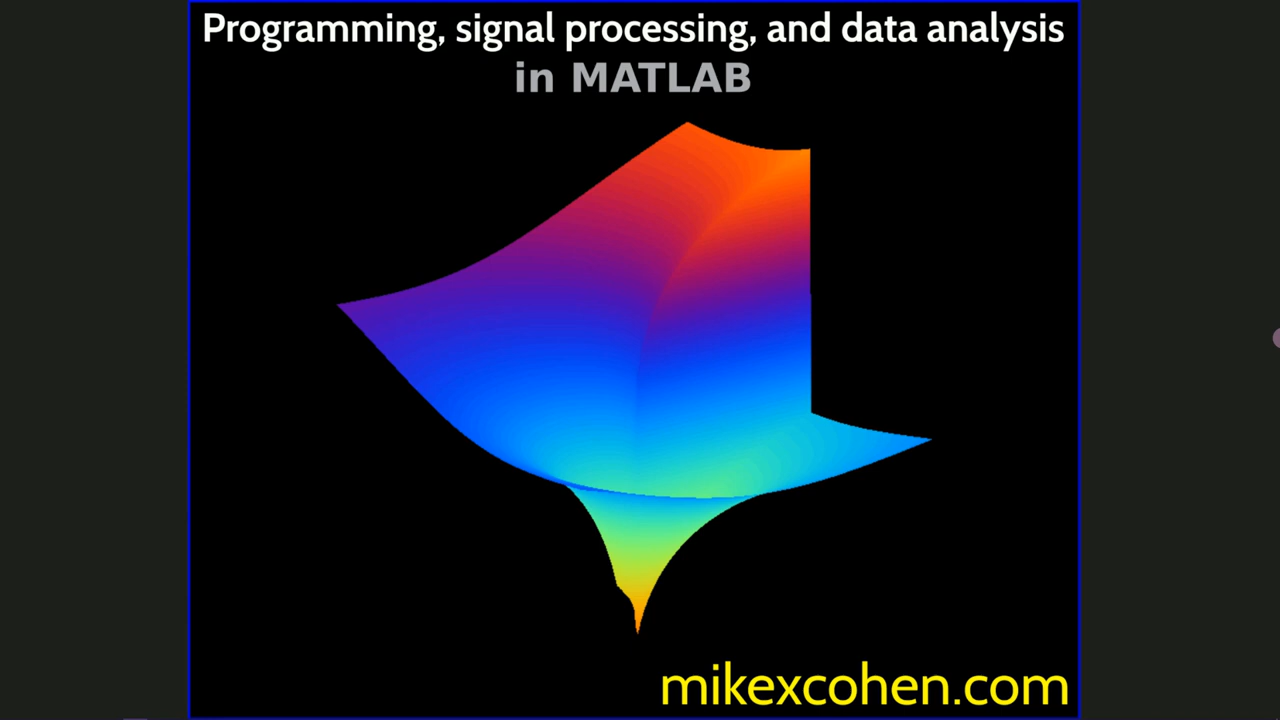 Programming, signal processing, and data analysis
in MATLAB
mikexcohen.com